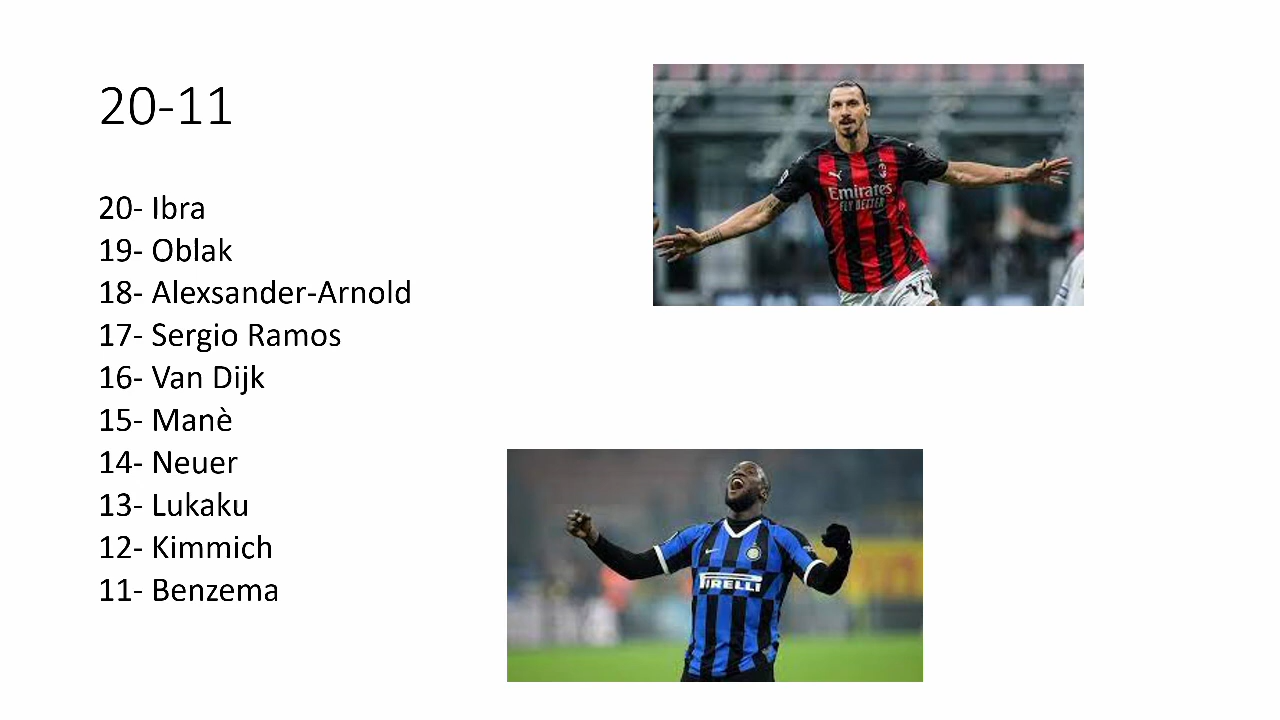 20-11
20- Ibra
19- Oblak
18- Alexsander-Arnold
17- Sergio Ramos
16- Van Dijk
15- Manè
14- Neuer
13- Lukaku
12- Kimmich
11- Benzema
Emirates
FLY BETTER
PIRELLI